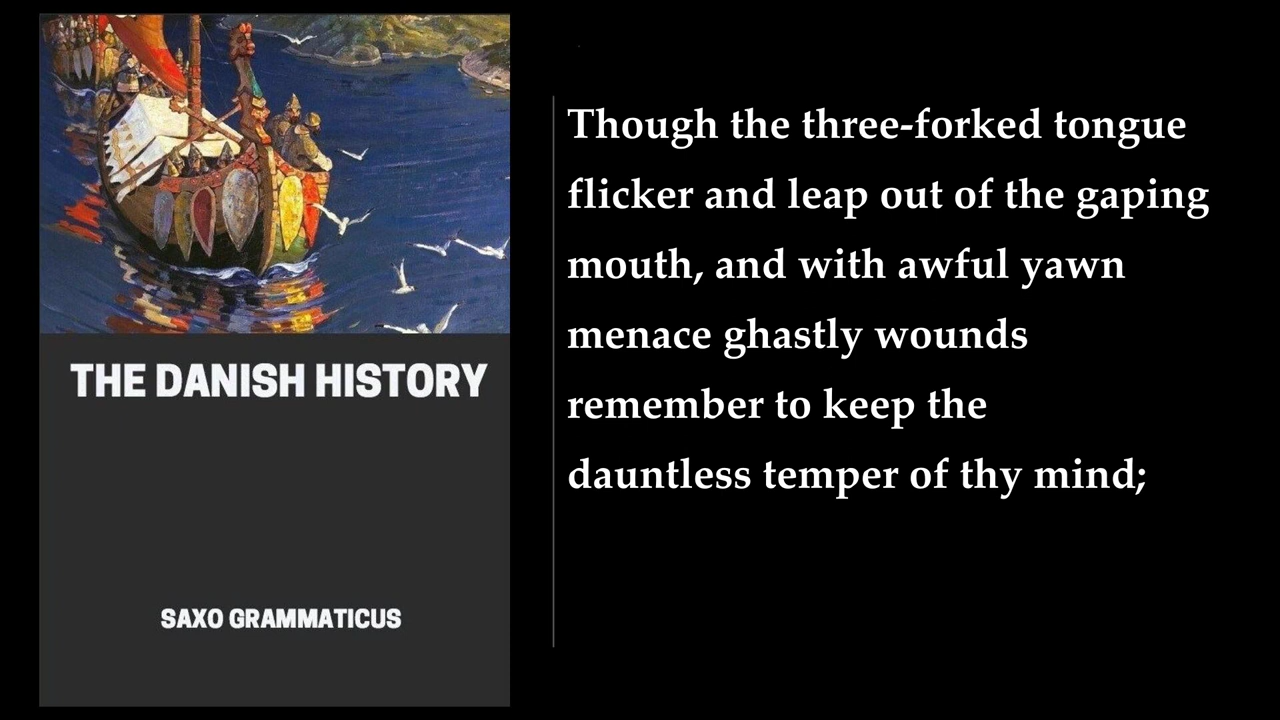 THE DANISH HISTORY
SAXO GRAMMATICUS
Though the three-forked tongue
flicker and leap out of the gaping
mouth, and with awful yawn
menace ghastly wounds
remember to keep the
dauntless temper of thy mind;